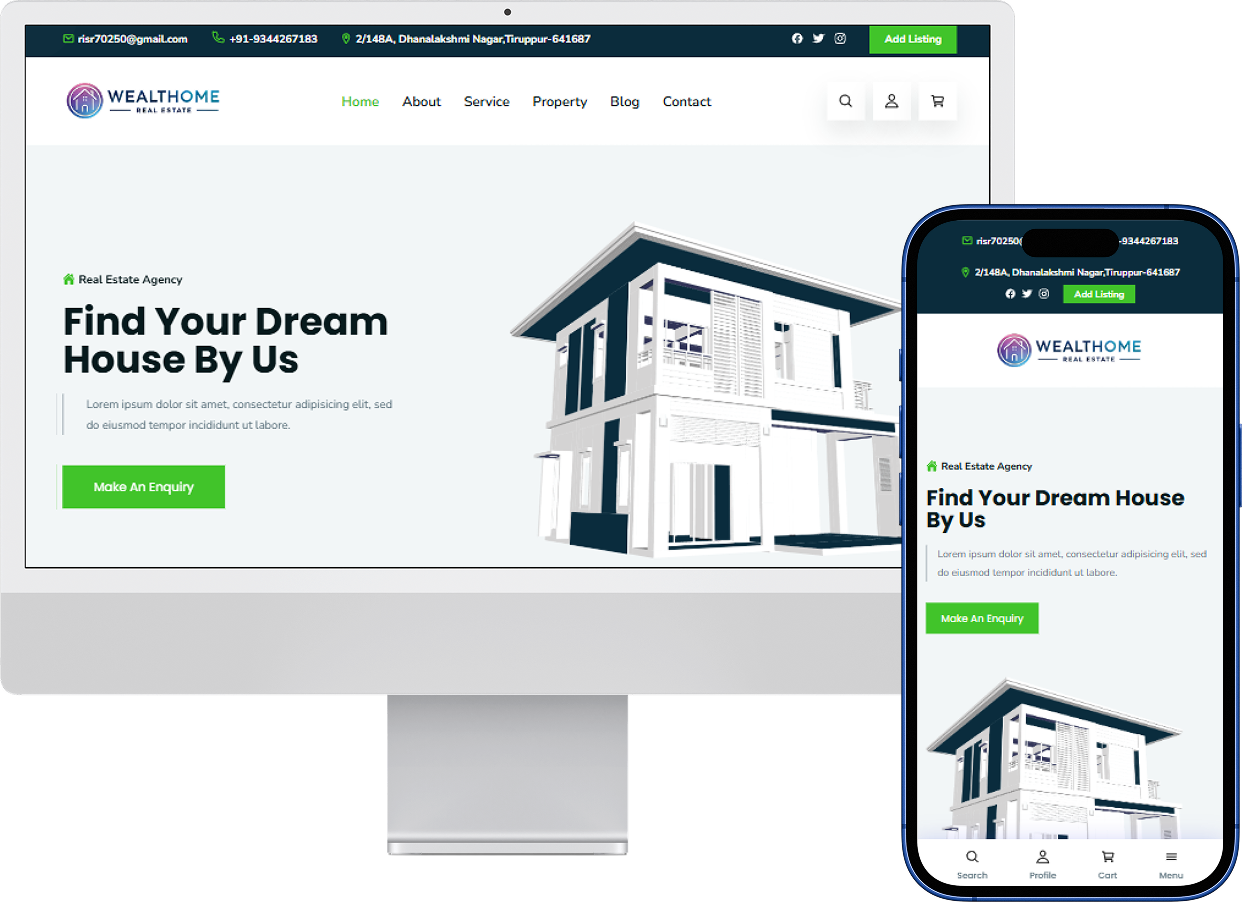 risr70250@gmail.com +91-9344267183 2/148A, Dhanalakshmi Nagar,Tiruppur-641687 Add Listing
WEALTHOME
REAL ESTATE
Home About Service Property Blog Contact
Real Estate Agency
Find Your Dream
House By Us
Lorem ipsum dolor sit amet, consectetur adipisicing elit, sed
do eiusmod tempor incididunt ut labore.
Make An Enquiry
risr70250( -9344267183
2/148A, Dhanalakshmi Nagar,Tiruppur-641687
Add Listing
WEALTHOME
REAL ESTATE
Real Estate Agency
Find Your Dream House
By Us
Lorem ipsum dolor sit amet, consectetur adipisicing elit, sed
do eiusmod tempor incididunt ut labore.
Make An Enquiry
Search Profile Cart Menu